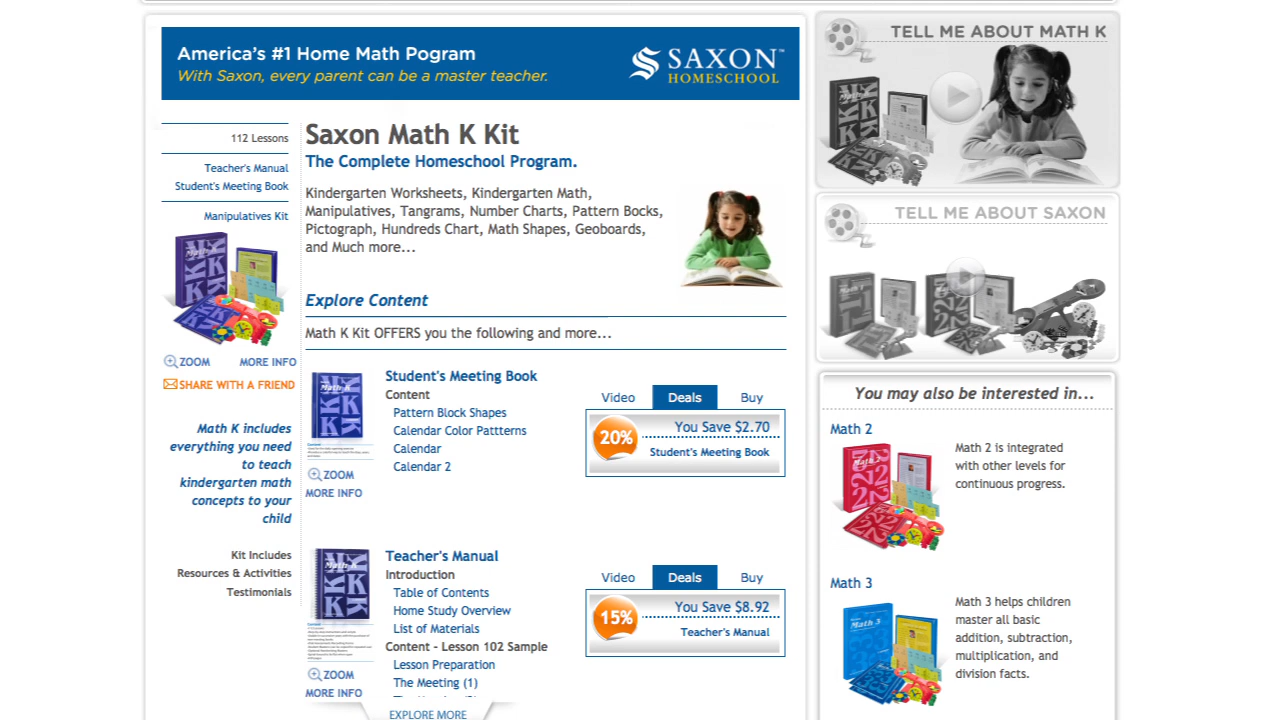 America's #1 Home Math Pogram
With Saxon, every parent can be a master teacher.
SAXON™
HOMESCHOOL
112 Lessons
Teacher's Manual
Student's Meeting Book
Manipulatives Kit
ZOOM
MORE INFO
SHARE WITH A FRIEND
Math K includes
everything you need
to teach
kindergarten math
concepts to your
child
Kit Includes
Resources & Activities
Testimonials
Saxon Math K Kit
The Complete Homeschool Program.
Kindergarten Worksheets, Kindergarten Math,
Manipulatives, Tangrams, Number Charts, Pattern Bocks,
Pictograph, Hundreds Chart, Math Shapes, Geoboards,
and Much more...
Explore Content
Math K Kit OFFERS you the following and more...
Math K
ZOOM
MORE INFO
Student's Meeting Book
Content
Pattern Block Shapes
Calendar Color Pattterns
Calendar
Calendar 2
Video
Deals
Buy
20%
You Save $2.70
Student's Meeting Book
Math K
ZOOM
MORE INFO
Teacher's Manual
Introduction
Table of Contents
Home Study Overview
List of Materials
Content - Lesson 102 Sample
Lesson Preparation
The Meeting (1)
Video
Deals
Buy
15%
You Save $8.92
Teacher's Manual
EXPLORE MORE
TELL ME ABOUT MATH K
TELL ME ABOUT SAXON
You may also be interested in...
Math 2
Math 2 is integrated
with other levels for
continuous progress.
Math 3
Math 3
Math 3 helps children
master all basic
addition, subtraction,
multiplication, and
division facts.